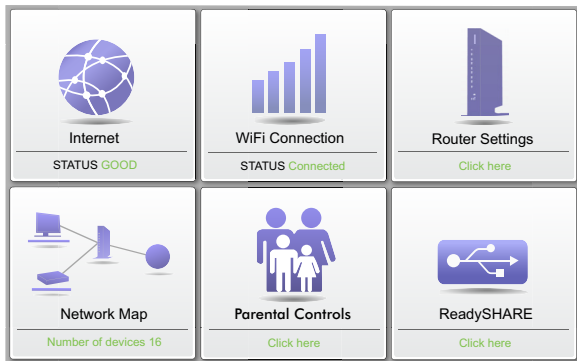 Internet
STATUS GOOD
WiFi Connection
STATUS Connected
Router Settings
Click here
Network Map
Number of devices 16
Parental Controls
Click here
ReadySHARE
Click here